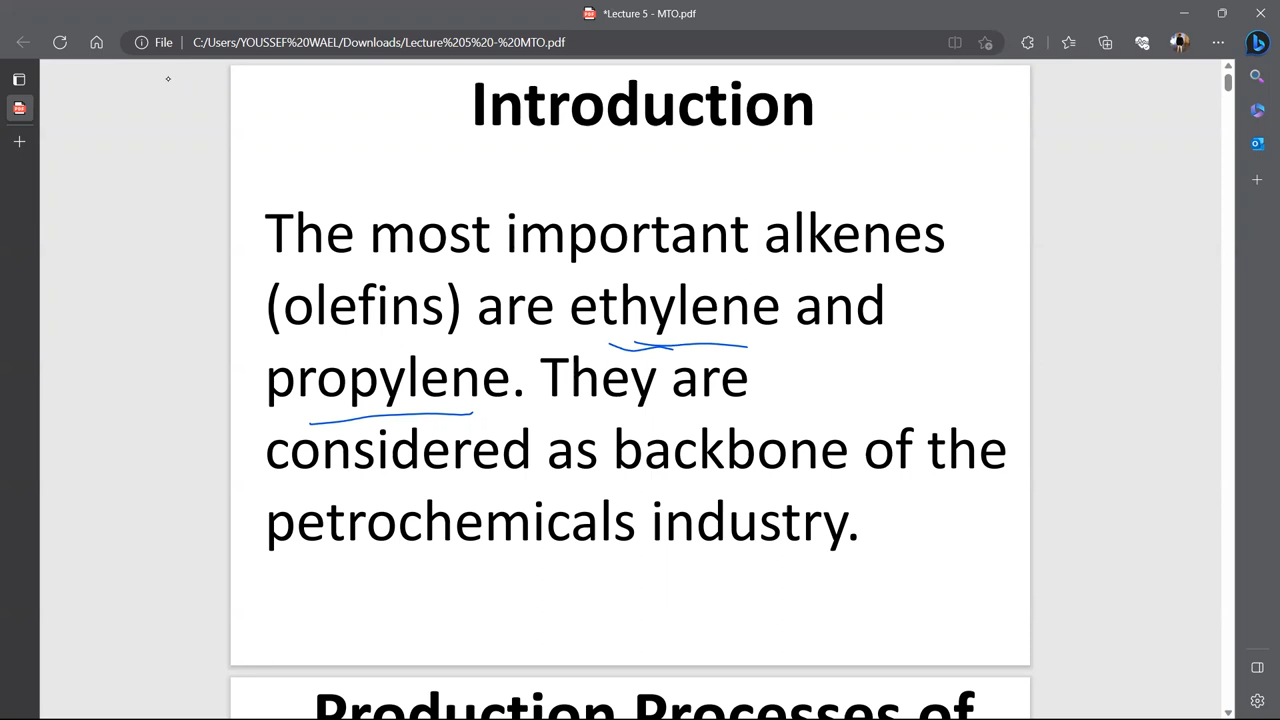 *Lecture 5 - MTO.pdf
File
C:/Users/YOUSSEF%20WAEL/Downloads/Lecture%205%20-%20MTO.pdf
Introduction
The most important alkenes
(olefins) are ethylene and
propylene. They are
considered as backbone of the
petrochemicals industry.
Production Processes of